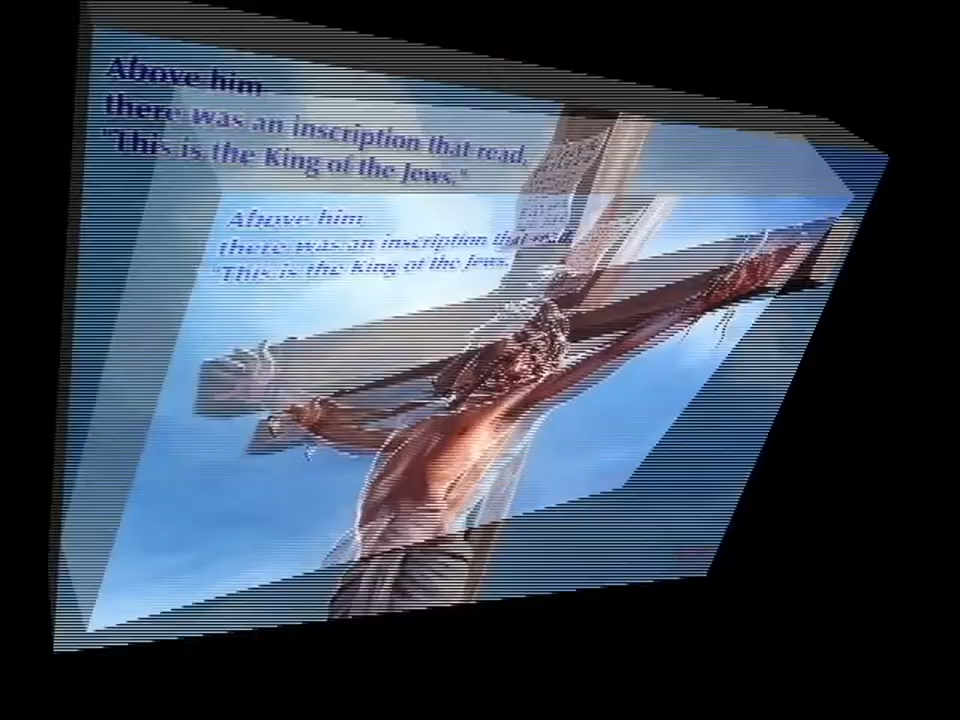 Above him
there was an inscription that read,
"This is the King of the Jews."
Above him
there was an inscription that read
"This is the King of the Jews.